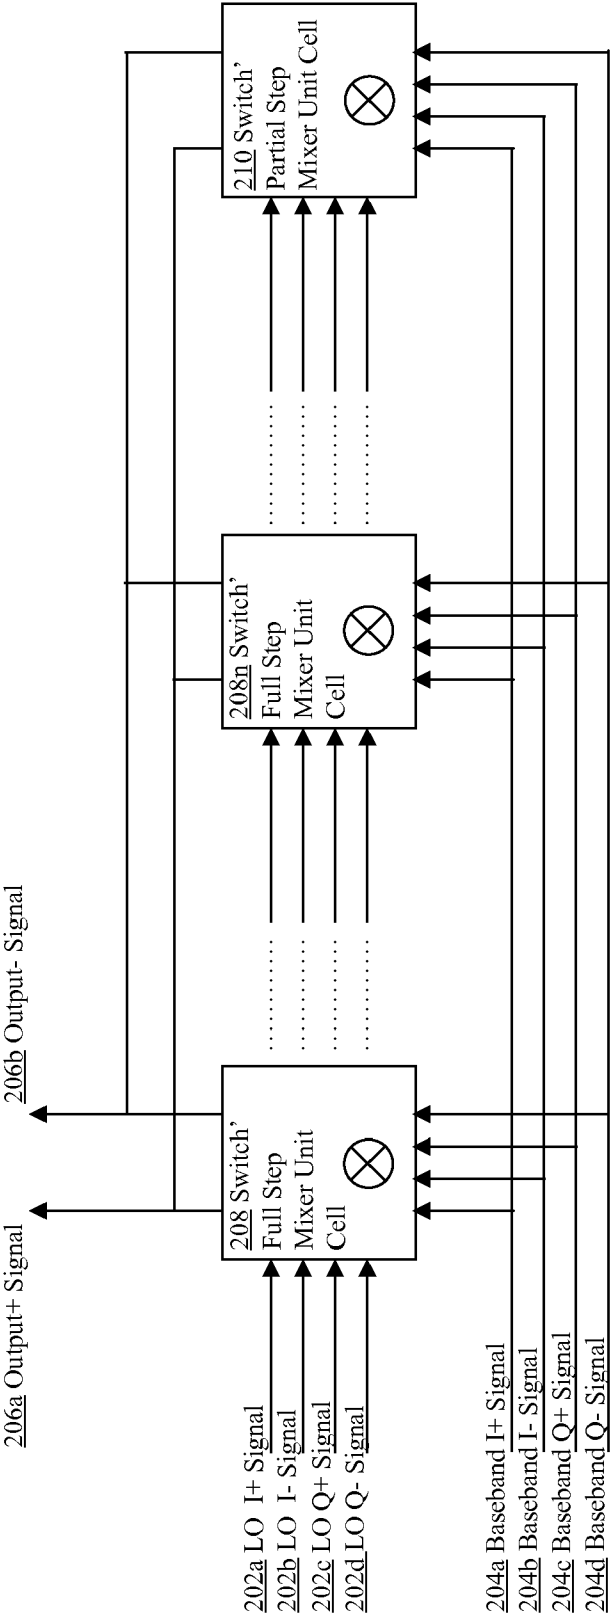 206a Output+ Signal
206b Output- Signal
202a LO I+ Signal
202b LO I- Signal
202c LO Q+ Signal
202d LO Q- Signal
208 Switch’
Full Step
Mixer Unit
Cell
208n Switch’
Full Step
Mixer Unit
Cell
210 Switch’
Partial Step
Mixer Unit Cell
204a Baseband I+ Signal
204b Baseband I- Signal
204c Baseband Q+ Signal
204d Baseband Q- Signal